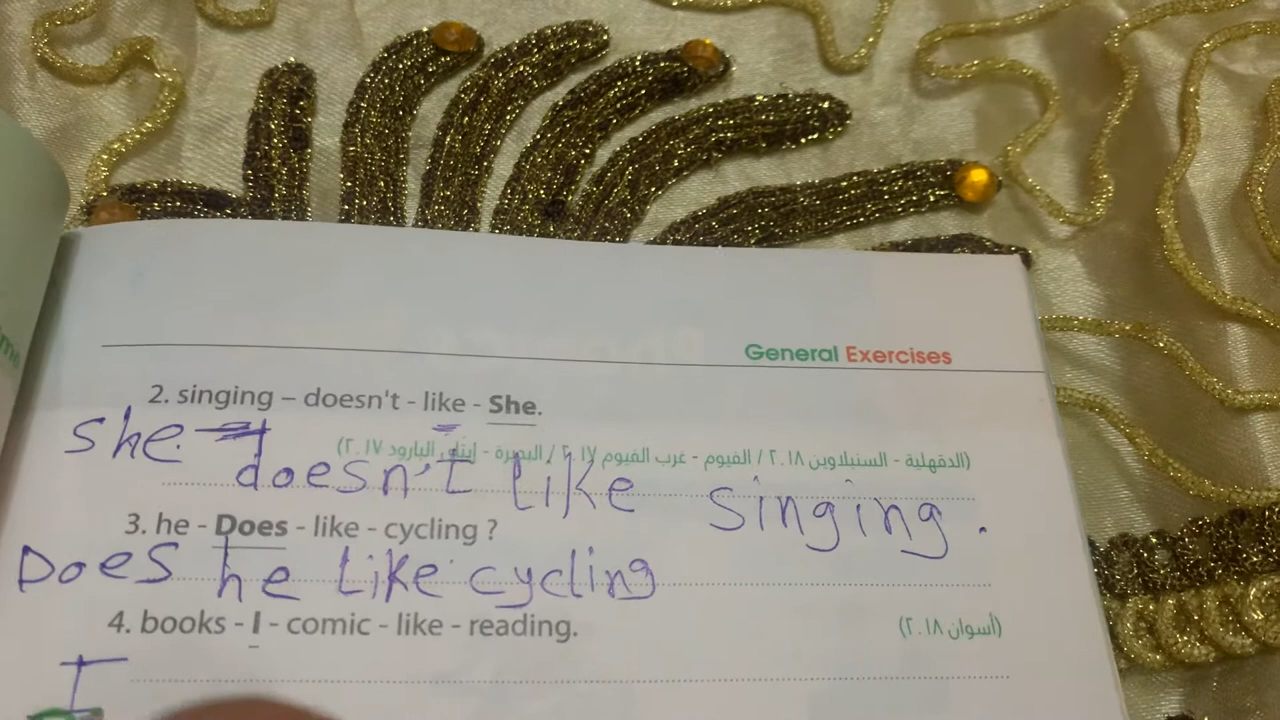 General Exercises
2. singing – doesn't - like - She.
she doesn't like singing.
(الدقهلية - السنبلاوين ٢٠١٨ / الفيوم - غرب الفيوم ٢٠١٧ / البحيرة - إيتاى البارود ٢٠١٧)
3. he - Does - like - cycling ?
Does he like cycling
4. books - I - comic - like - reading.
(أسوان ٢٠١٨)
I